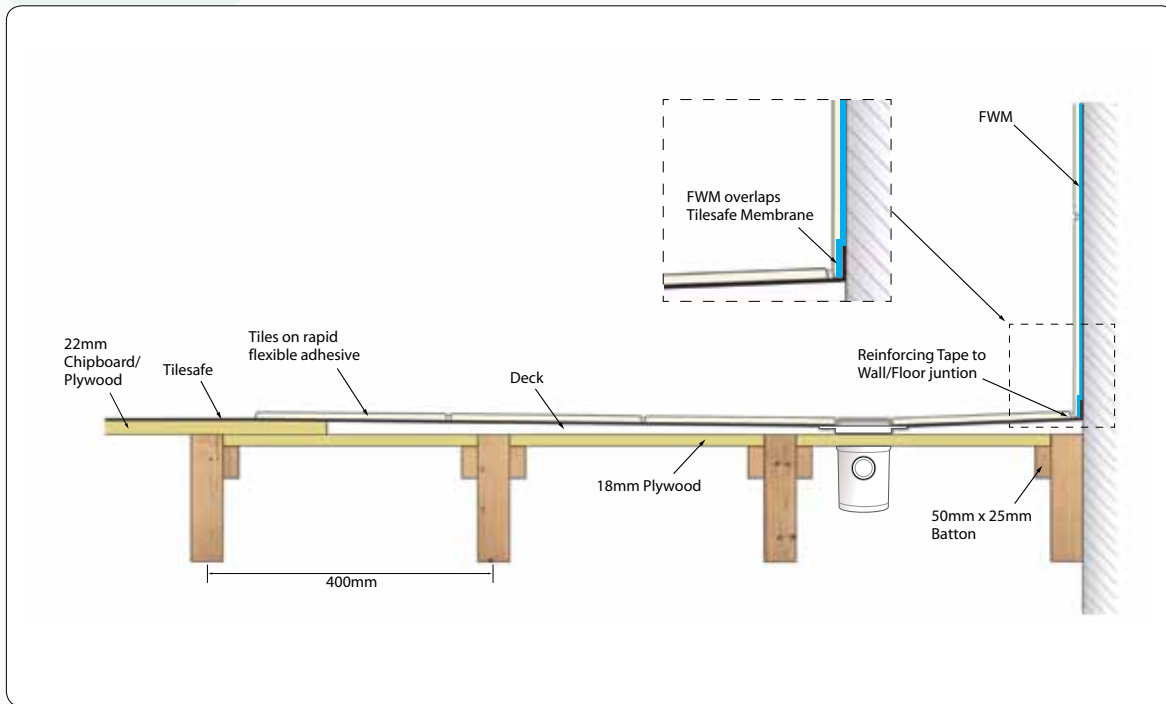 FWM
FWM overlaps
Tilesafe Membrane
22mm
Chipboard/
Plywood
Tilesafe
Tiles on rapid
flexible adhesive
Deck
Reinforcing Tape to
Wall/Floor juntion
18mm Plywood
50mm x 25mm
Batton
400mm